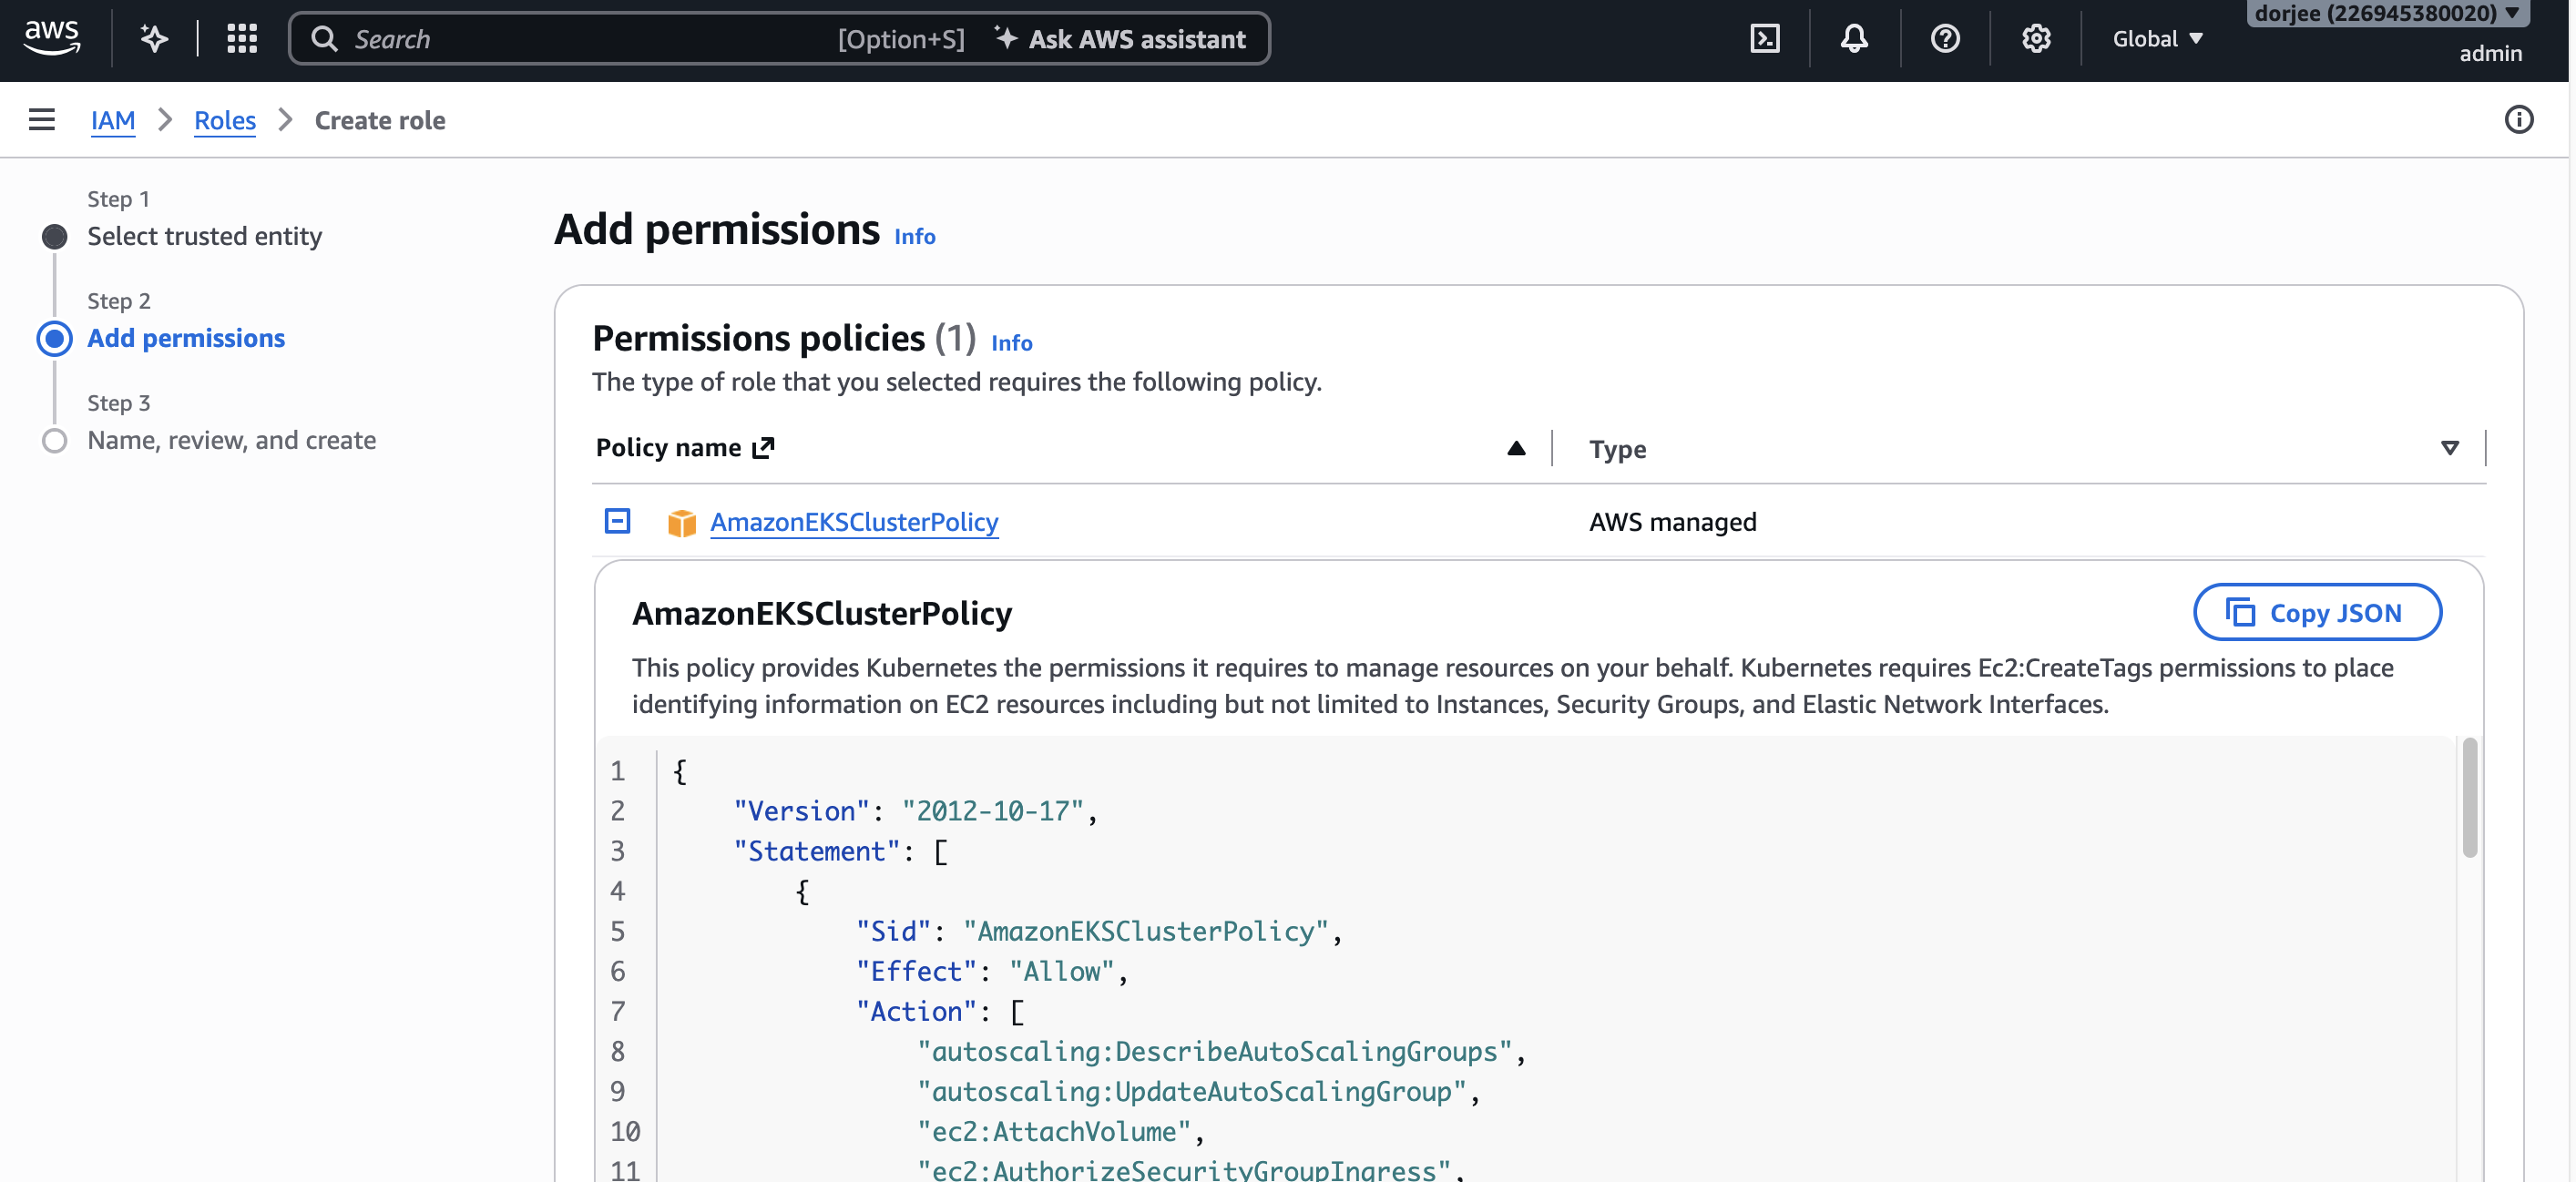 aws
Search
[Option+S]
Ask AWS assistant
Global
dorjee (226945380020)
admin
IAM
Roles
Create role
Step 1
Select trusted entity
Step 2
Add permissions
Step 3
Name, review, and create
Add permissions Info
Permissions policies (1) Info
The type of role that you selected requires the following policy.
Policy name
Type
AmazonEKSClusterPolicy
AWS managed
AmazonEKSClusterPolicy
Copy JSON
This policy provides Kubernetes the permissions it requires to manage resources on your behalf. Kubernetes requires Ec2:CreateTags permissions to place
identifying information on EC2 resources including but not limited to Instances, Security Groups, and Elastic Network Interfaces.
1 {
2 "Version": "2012-10-17",
3 "Statement": [
4 {
5 "Sid": "AmazonEKSClusterPolicy",
6 "Effect": "Allow",
7 "Action": [
8 "autoscaling:DescribeAutoScalingGroups",
9 "autoscaling:UpdateAutoScalingGroup",
10 "ec2:AttachVolume",
11 "ec2:AuthorizeSecurityGroupIngress",